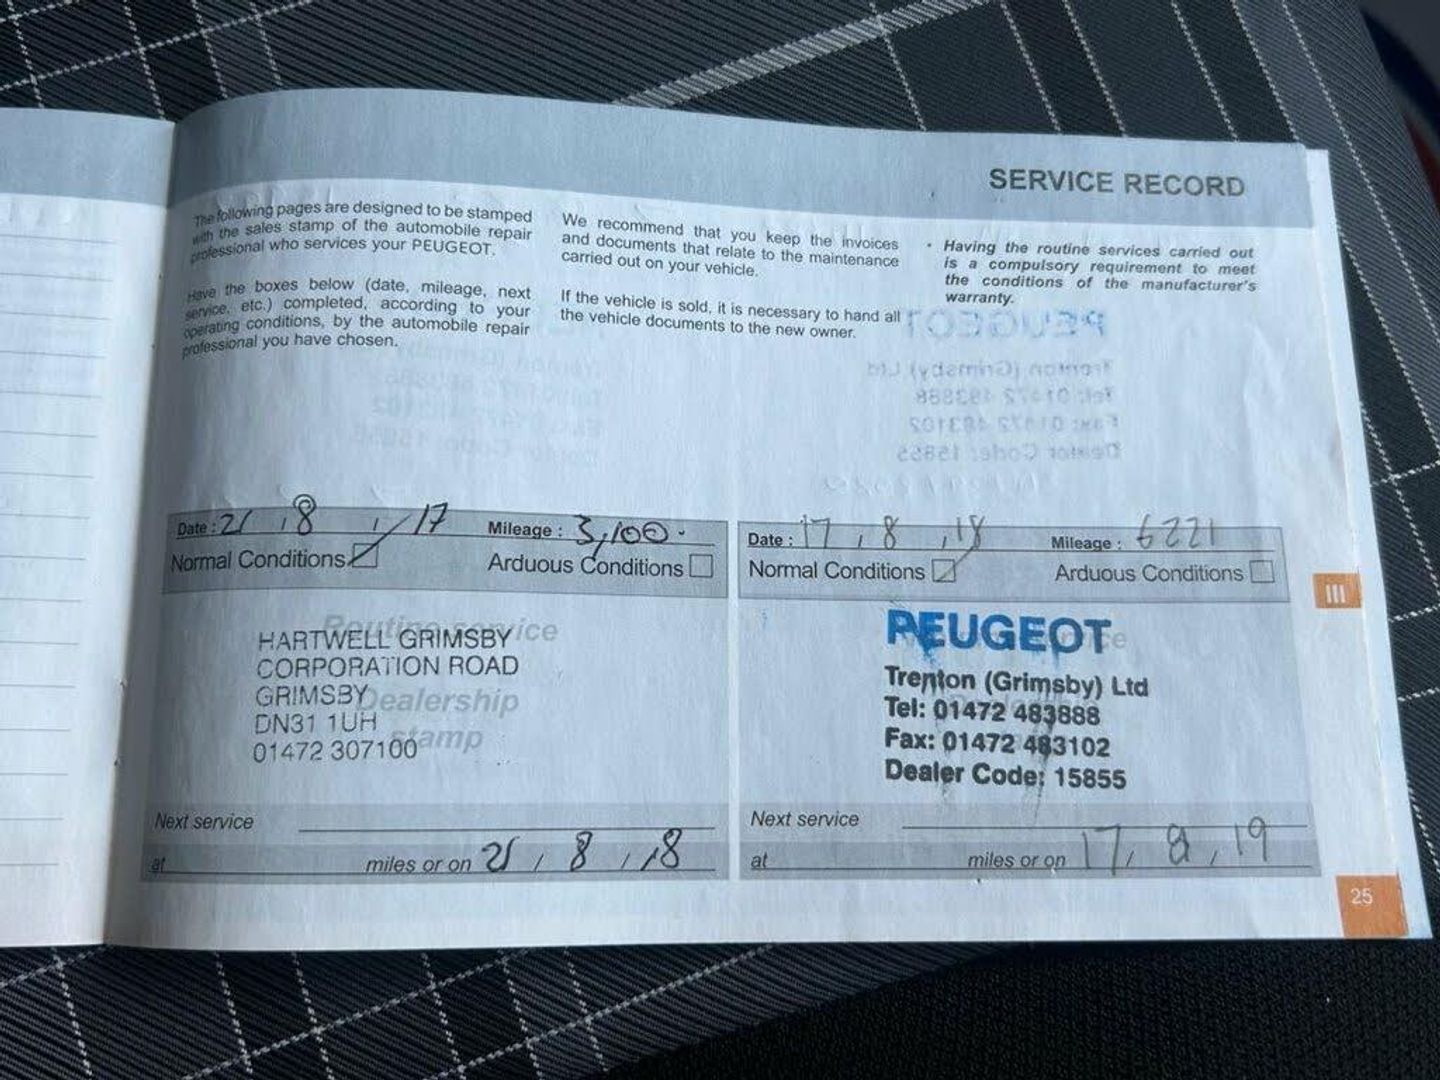 SERVICE RECORD
The following pages are designed to be stamped
with the sales stamp of the automobile repair
professional who services your PEUGEOT.
Have the boxes below (date, mileage, next
service, etc.) completed, according to your
operating conditions, by the automobile repair
professional you have chosen.
We recommend that you keep the invoices
and documents that relate to the maintenance
carried out on your vehicle.
If the vehicle is sold, it is necessary to hand all
the vehicle documents to the new owner.
• Having the routine services carried out
is a compulsory requirement to meet
the conditions of the manufacturer's
warranty.
Date : 21 / 8 / 17 Mileage : 3,100.
Normal Conditions Arduous Conditions
Routine service
HARTWELL GRIMSBY
CORPORATION ROAD
GRIMSBY
Dealership
DN31 1UH
stamp
01472 307100
Next service
at miles or on 21 / 8 / 18
Date : 17 / 8 / 18 Mileage : 6221
Normal Conditions Arduous Conditions
PEUGEOT
Trenton (Grimsby) Ltd
Tel: 01472 483888
Fax: 01472 483102
Dealer Code: 15855
Next service
at miles or on 17 / 8 / 19
III
25